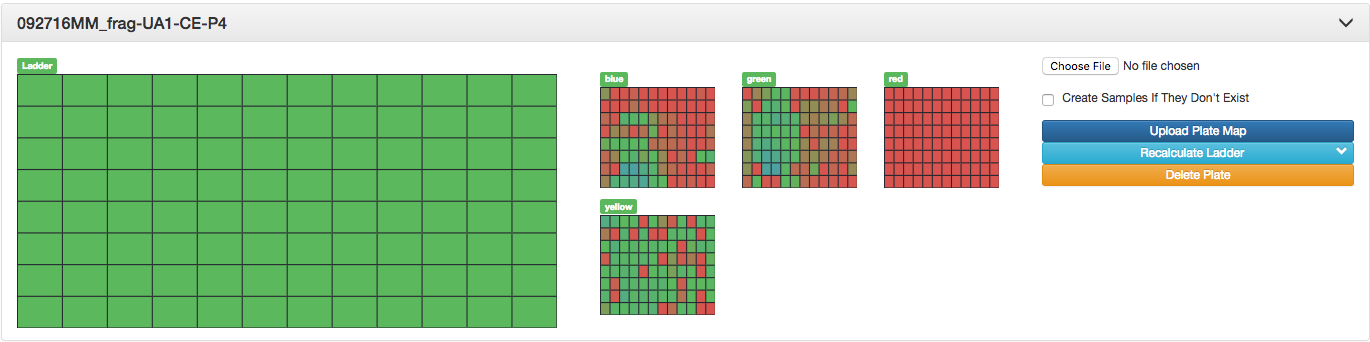 092716MM_frag-UA1-CE-P4
Ladder
blue
green
red
yellow
Choose File No file chosen
Create Samples If They Don't Exist
Upload Plate Map
Recalculate Ladder
Delete Plate